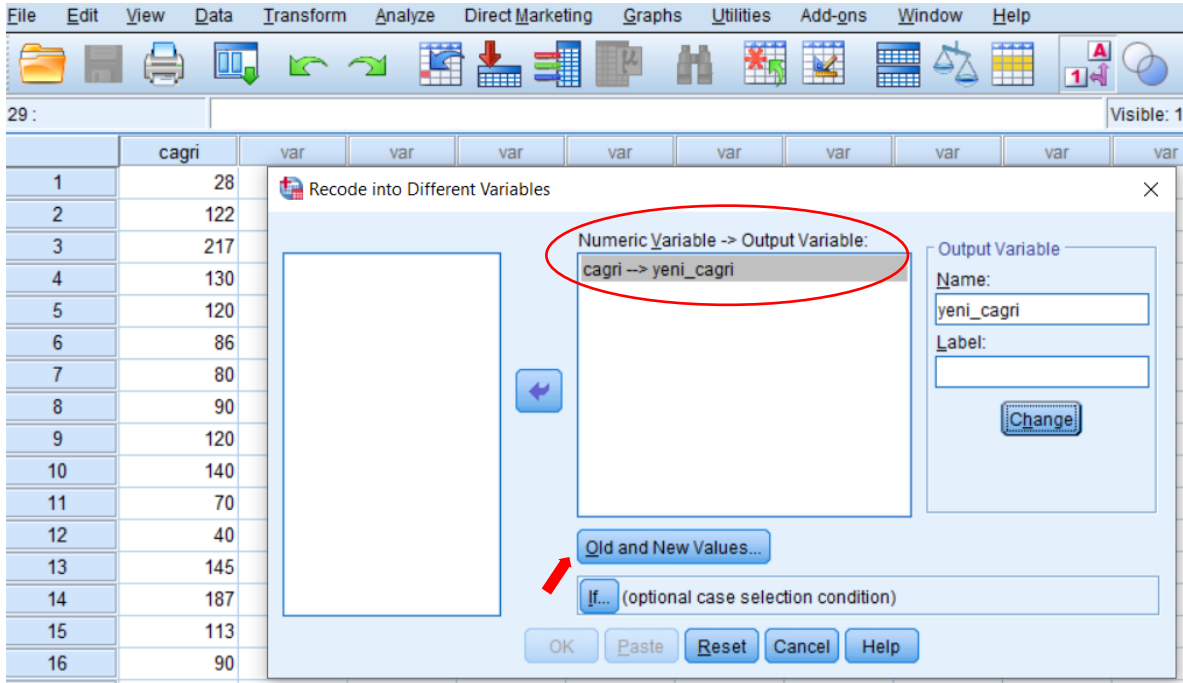 File Edit View Data Transform Analyze Direct Marketing Graphs Utilities Add-ons Window Help
A
1
μ
29 :
Visible: 1
cagri var var var var var var var var var
1 28
2 122
3 217
4 130
5 120
6 86
7 80
8 90
9 120
10 140
11 70
12 40
13 145
14 187
15 113
16 90
Recode into Different Variables
Numeric Variable -> Output Variable:
cagri --> yeni_cagri
Output Variable
Name:
yeni_cagri
Label:
Change
Old and New Values...
If... (optional case selection condition)
OK Paste Reset Cancel Help